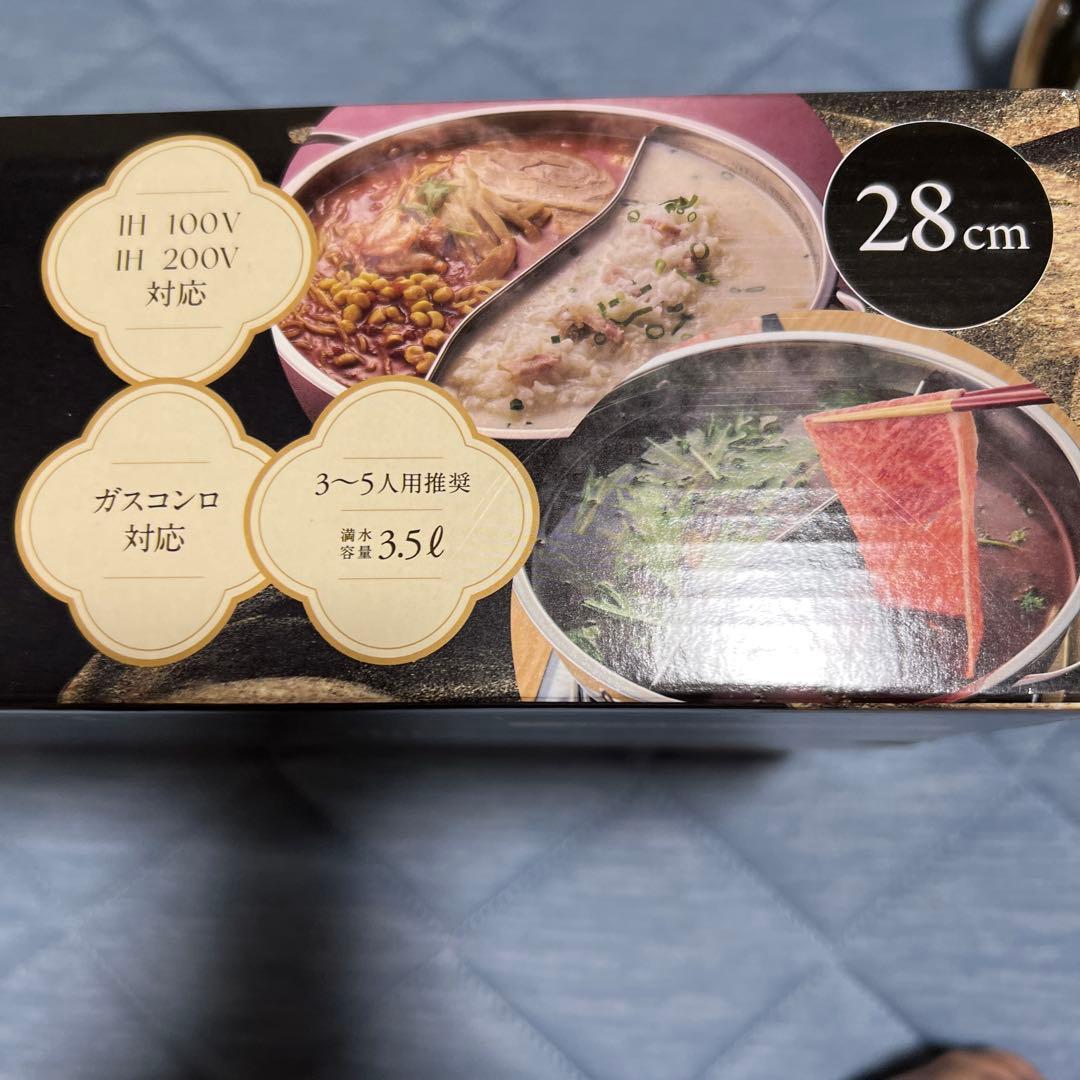 IH 100V
IH 200V
対応
28cm
ガスコンロ
対応
3〜5人用推奨
満水
容量 3.5ℓ